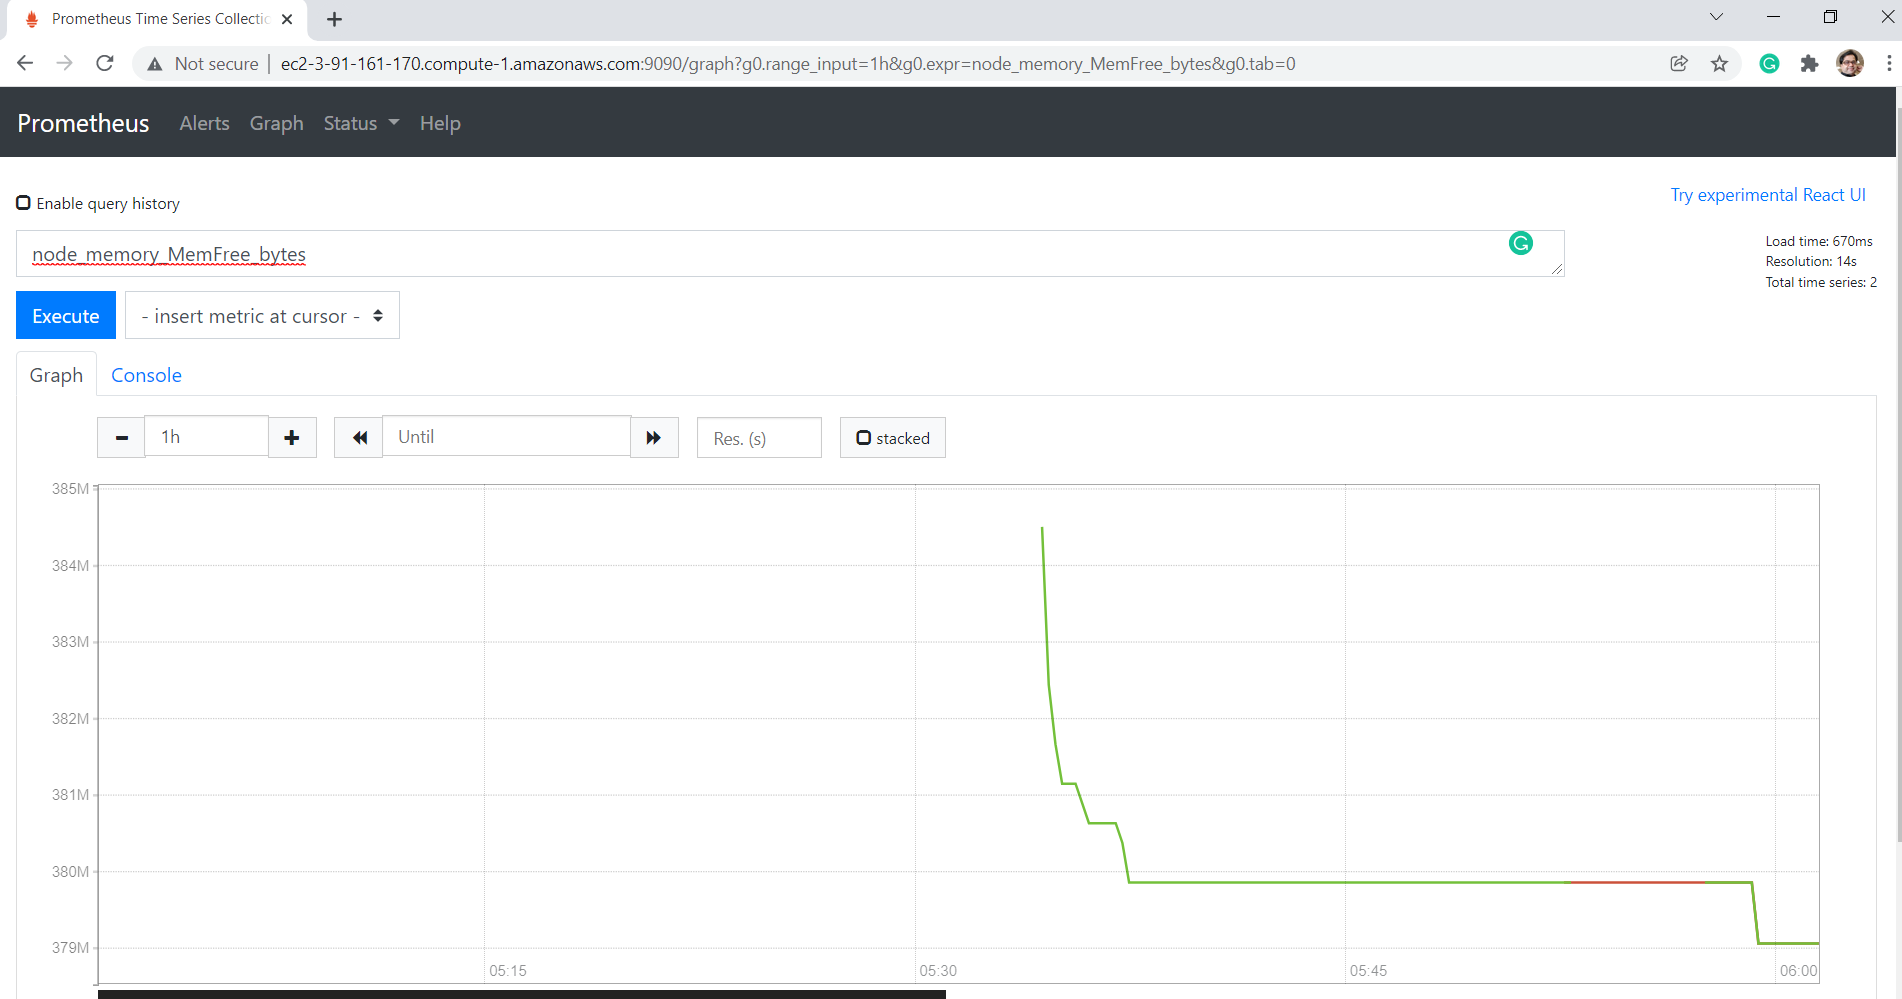 Prometheus Time Series Collectio
Not secure | ec2-3-91-161-170.compute-1.amazonaws.com:9090/graph?g0.range_input=1h&g0.expr=node_memory_MemFree_bytes&g0.tab=0
Prometheus Alerts Graph Status Help
Enable query history
Try experimental React UI
node_memory_MemFree_bytes
Load time: 670ms
Resolution: 14s
Total time series: 2
Execute - insert metric at cursor -
Graph Console
1h Until Res. (s) stacked
385M
384M
383M
382M
381M
380M
379M
05:15 05:30 05:45 06:00